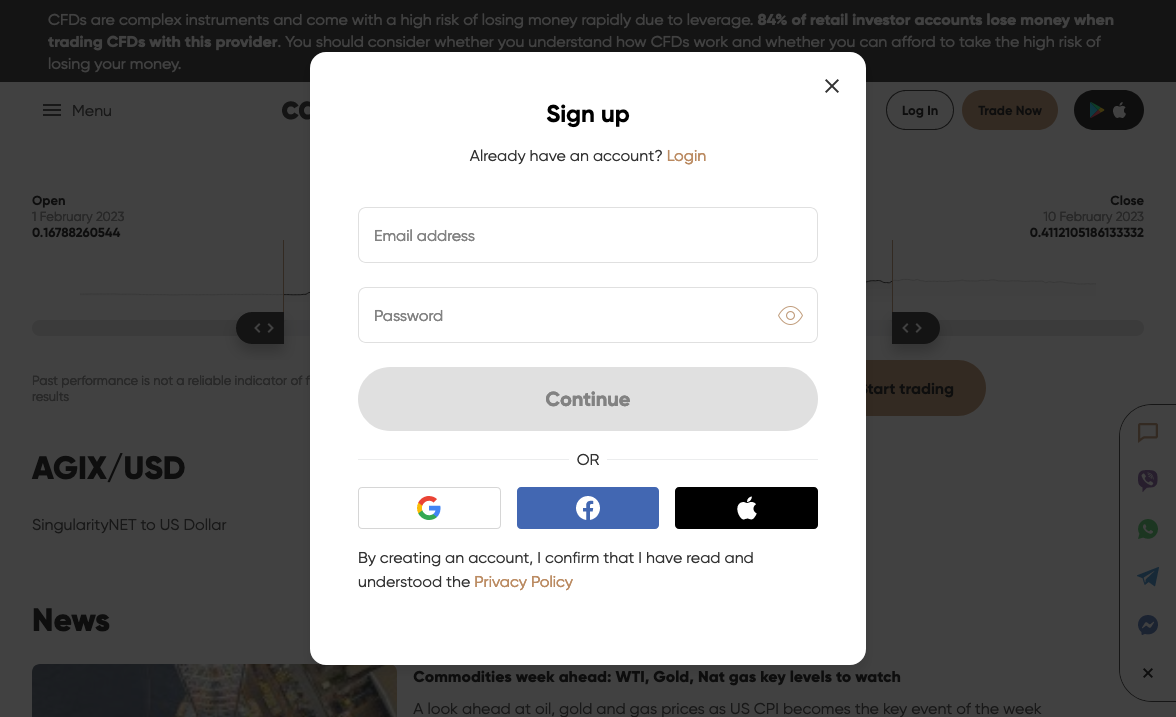 CFDs are complex instruments and come with a high risk of losing money rapidly due to leverage. 84% of retail investor accounts lose money when
trading CFDs with this provider. You should consider whether you understand how CFDs work and whether you can afford to take the high risk of
losing your money.
Menu
Log In
Trade Now
Sign up
Already have an account? Login
Open
1 February 2023
0.16788260544
Close
10 February 2023
0.4112105186133332
Email address
Password
Continue
Past performance is not a reliable indicator of
results
trading
OR
AGIX/USD
SingularityNET to US Dollar
By creating an account, I confirm that I have read and
understood the Privacy Policy
News
Commodities week ahead: WTI, Gold, Nat gas key levels to watch
A look ahead at oil, gold and gas prices as US CPI becomes the key event of the week